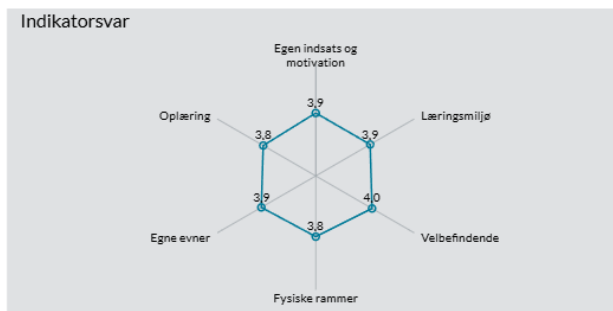 Indikatorsvar
Egen indsats og
motivation
3,9
Oplæring
3,8
3,9
Læringsmiljø
3,9
4,0
Egne evner
Velbefindende
3,8
Fysiske rammer